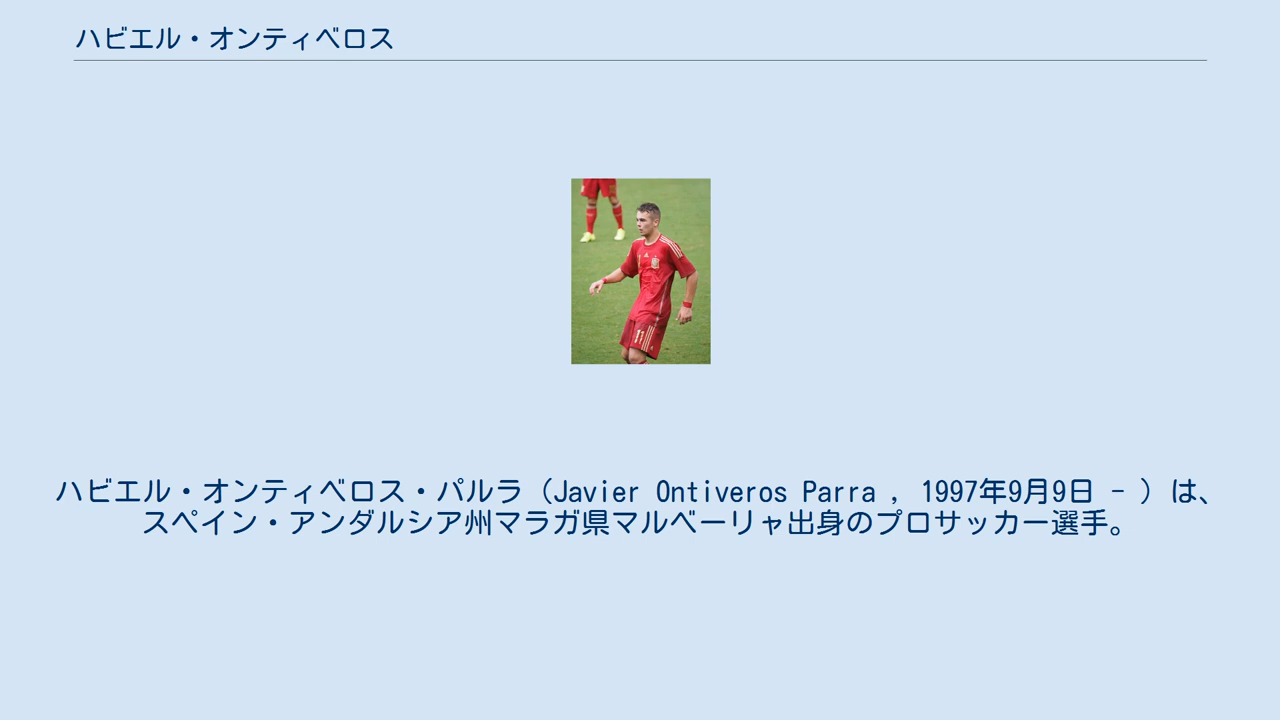 ハビエル・オンティベロス
11
ハビエル・オンティベロス・パルラ（Javier Ontiveros Parra , 1997年9月9日 - ）は、
スペイン・アンダルシア州マラガ県マルベーリャ出身のプロサッカー選手。